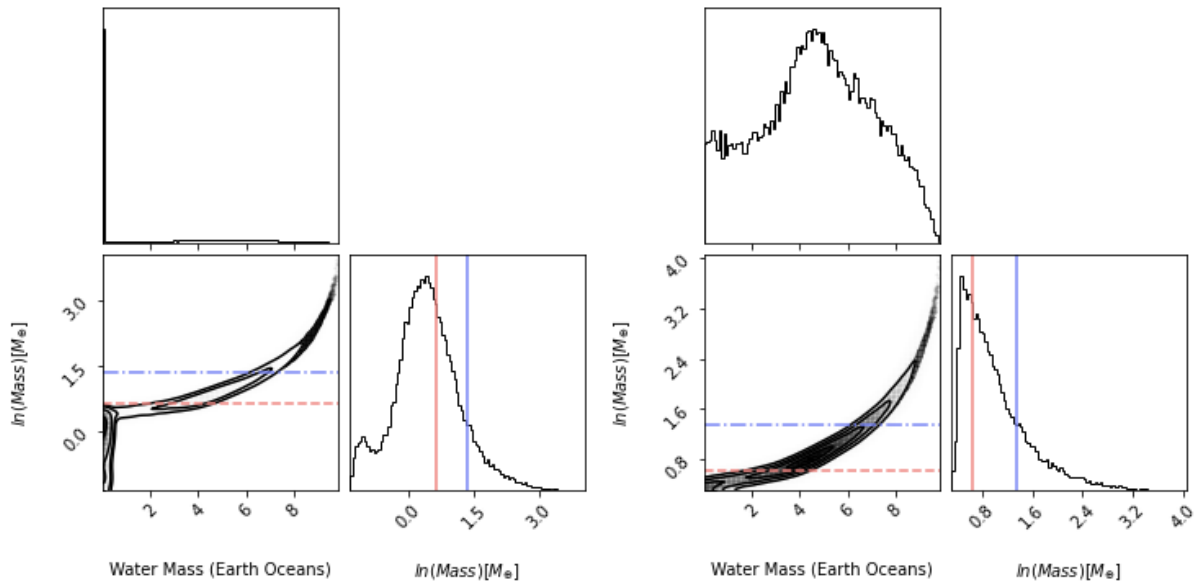 3.0
1.5
0.0
ln(Mass)[M⊕]
2 4 6 8
Water Mass (Earth Oceans)
0.0 1.5 3.0
ln(Mass)[M⊕]
4.0
3.2
2.4
1.6
0.8
ln(Mass)[M⊕]
2 4 6 8
Water Mass (Earth Oceans)
0.8 1.6 2.4 3.2 4.0
ln(Mass)[M⊕]